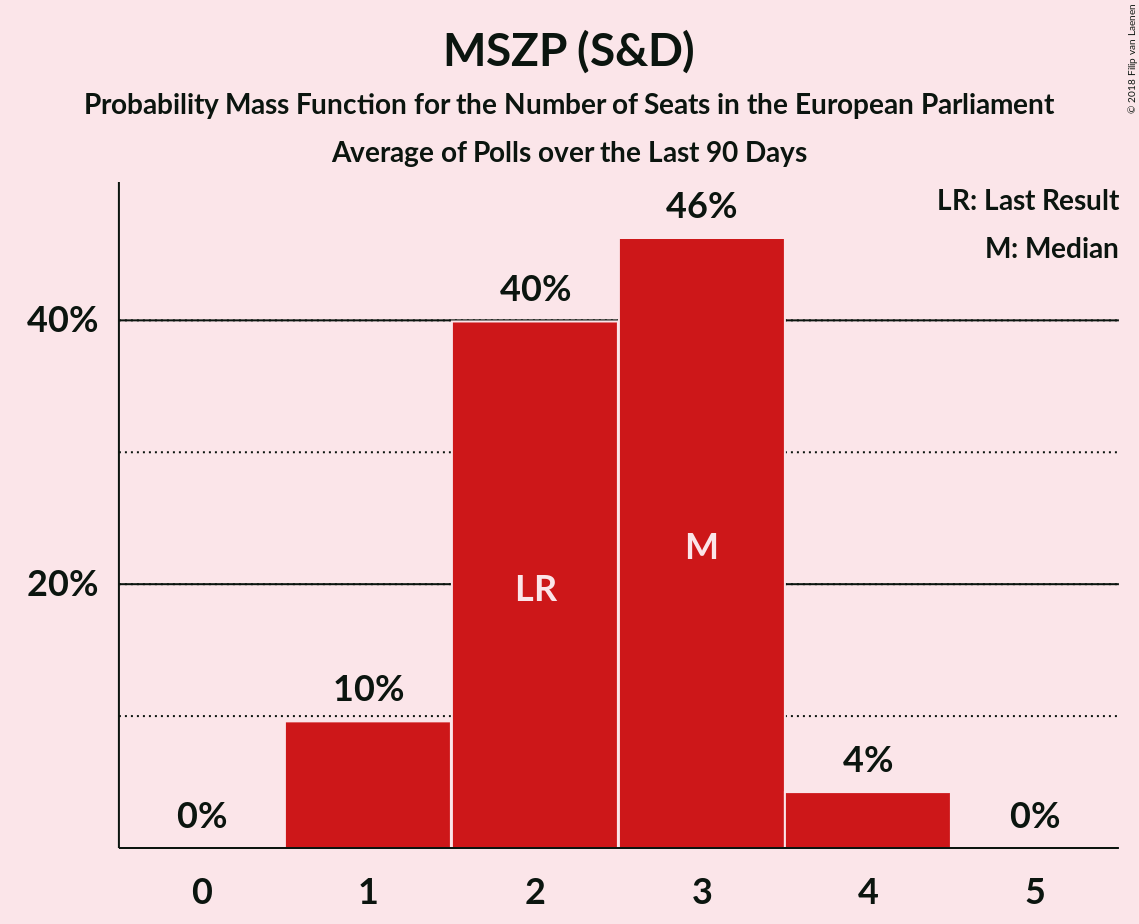 MSZP (S&D)
Probability Mass Function for the Number of Seats in the European Parliament
Average of Polls over the Last 90 Days
© 2018 Filip van Laenen
LR: Last Result
M: Median
46%
40%
40%
M
20%
LR
10%
4%
0%
0%
0 1 2 3 4 5